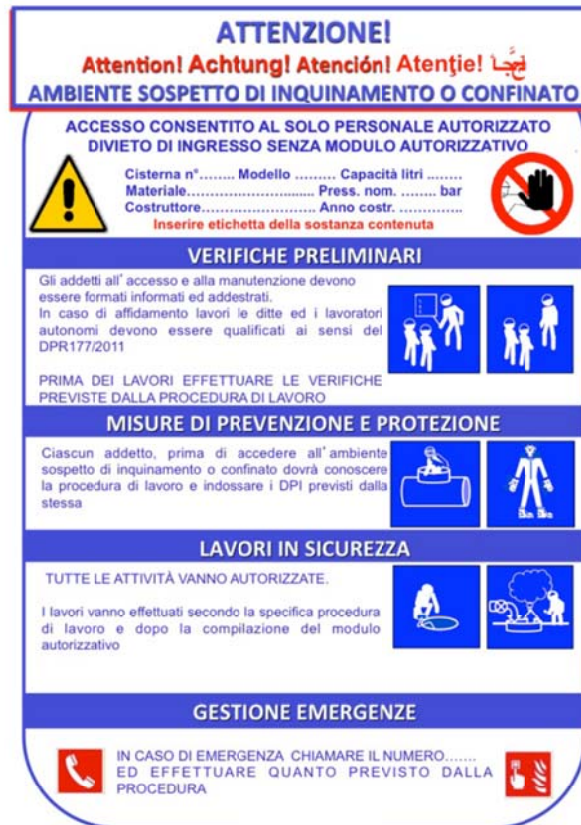 ATTENZIONE!
Attention! Achtung! Atención! Atenţie!
AMBIENTE SOSPETTO DI INQUINAMENTO O CONFINATO
ACCESSO CONSENTITO AL SOLO PERSONALE AUTORIZZATO
DIVIETO DI INGRESSO SENZA MODULO AUTORIZZATIVO
Cisterna n°........ Modello ......... Capacità litri ........
Materiale........................ Press. nom. ........ bar
Costruttore...................... Anno costr. ..............
Inserire etichetta della sostanza contenuta
VERIFICHE PRELIMINARI
Gli addetti all' accesso e alla manutenzione devono
essere formati informati ed addestrati.
In caso di affidamento lavori le ditte ed i lavoratori
autonomi devono essere qualificati ai sensi del
DPR177/2011
PRIMA DEI LAVORI EFFETTUARE LE VERIFICHE
PREVISTE DALLA PROCEDURA DI LAVORO
MISURE DI PREVENZIONE E PROTEZIONE
Ciascun addetto, prima di accedere all' ambiente
sospetto di inquinamento o confinato dovrà conoscere
la procedura di lavoro e indossare i DPI previsti dalla
stessa
LAVORI IN SICUREZZA
TUTTE LE ATTIVITÀ VANNO AUTORIZZATE.
I lavori vanno effettuati secondo la specifica procedura
di lavoro e dopo la compilazione del modulo
autorizzativo
GESTIONE EMERGENZE
IN CASO DI EMERGENZA CHIAMARE IL NUMERO.......
ED EFFETTUARE QUANTO PREVISTO DALLA
PROCEDURA